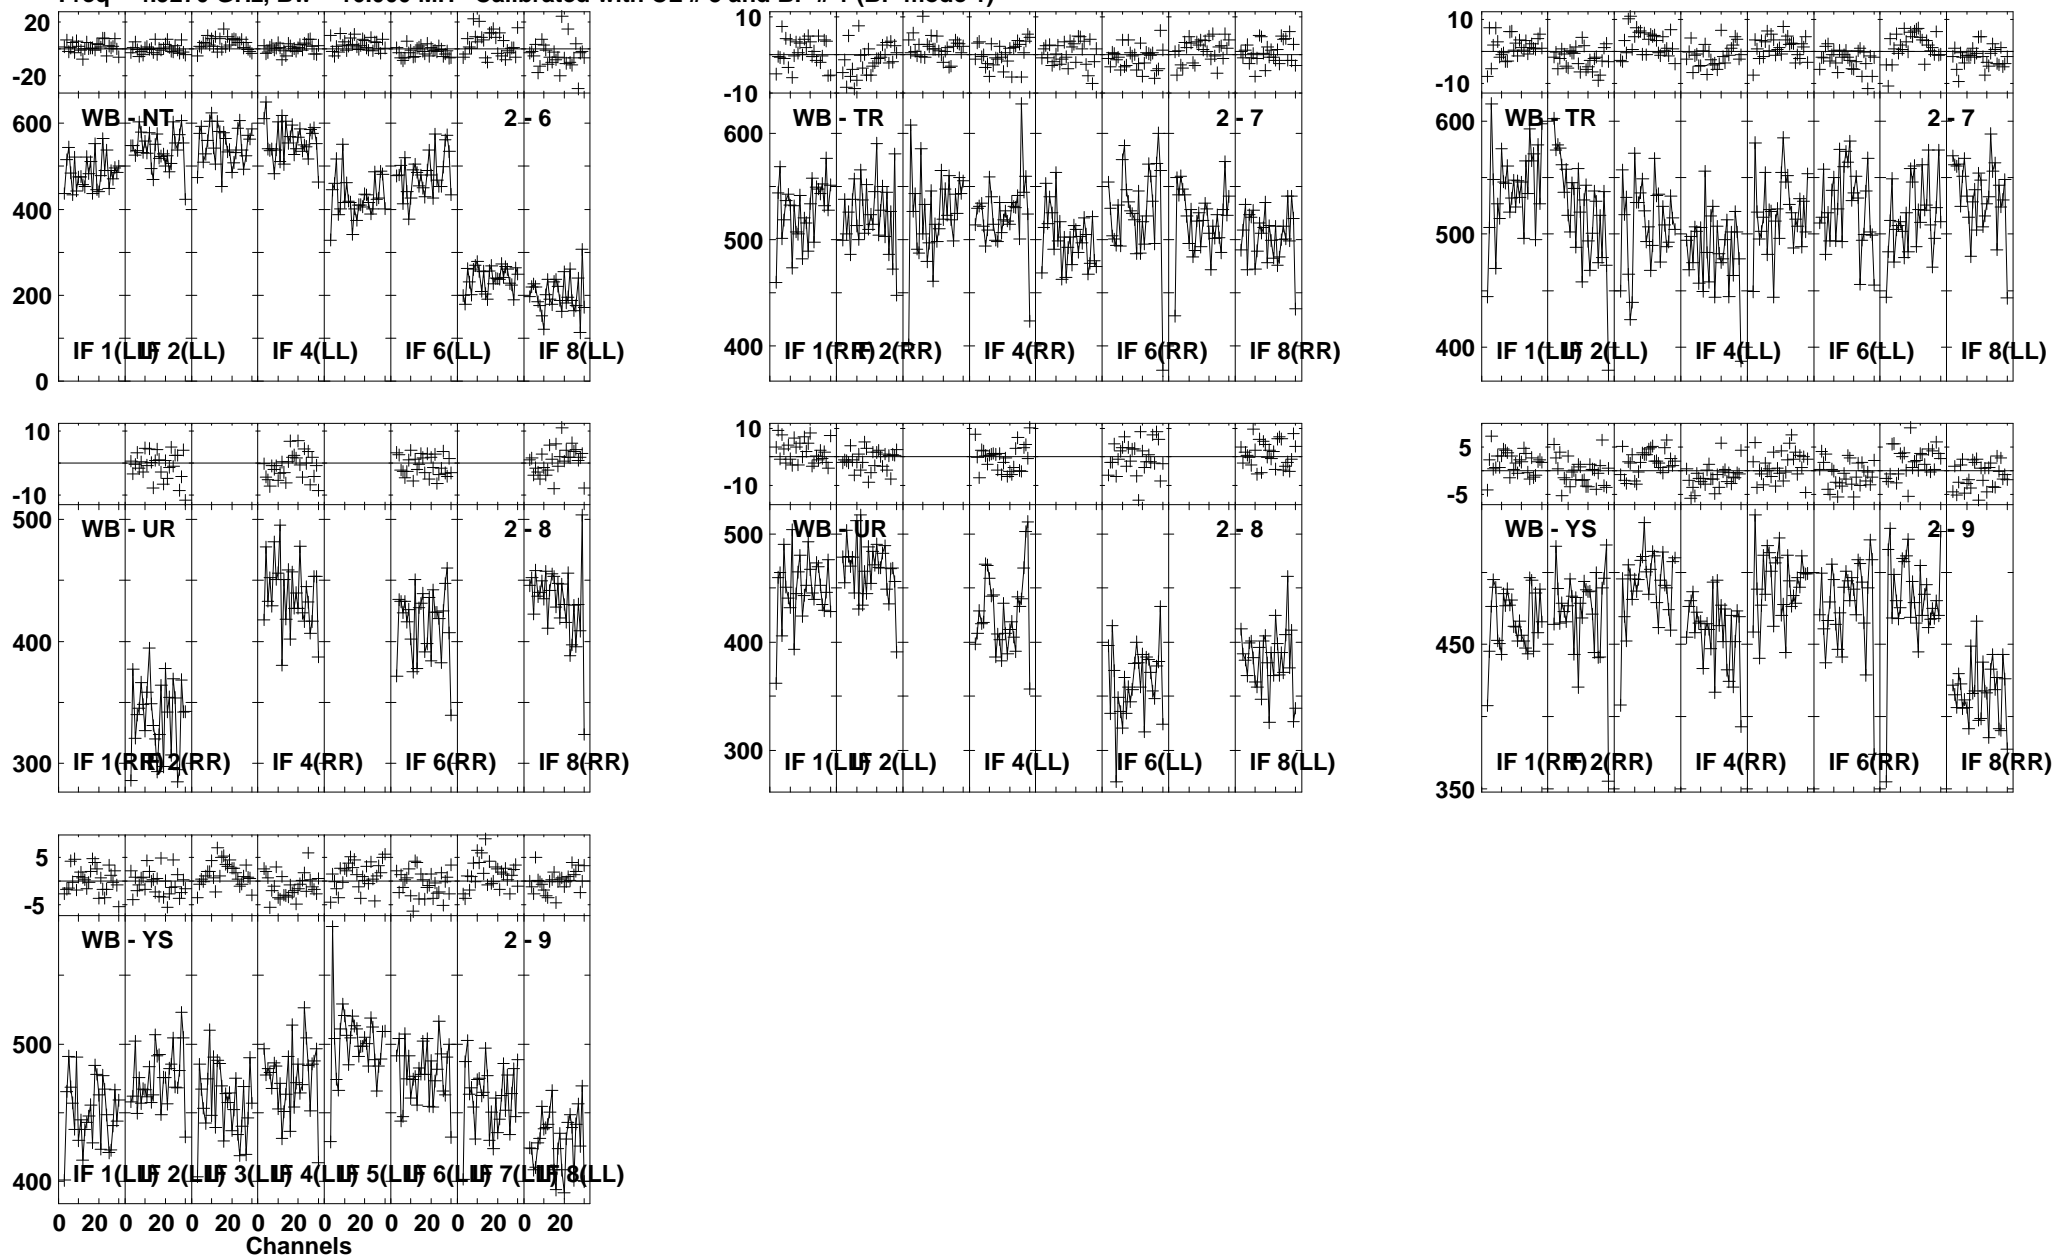 20
-20
WB - NT 2 - 6
600
400
200
0
IF 1(LL) IF 2(LL) IF 4(LL) IF 6(LL) IF 8(LL)
10
-10
WB - TR 2 - 7
600
500
400
IF 1(RR) IF 2(RR) IF 4(RR) IF 6(RR) IF 8(RR)
10
-10
WB - TR 2 - 7
600
500
400
IF 1(LL) IF 2(LL) IF 4(LL) IF 6(LL) IF 8(LL)
10
-10
WB - UR 2 - 8
500
400
300
IF 1(RR) IF 2(RR) IF 4(RR) IF 6(RR) IF 8(RR)
10
-10
WB - UR 2 - 8
500
400
300
IF 1(LL) IF 2(LL) IF 4(LL) IF 6(LL) IF 8(LL)
5
-5
WB - YS 2 - 9
450
350
IF 1(RR) IF 2(RR) IF 4(RR) IF 6(RR) IF 8(RR)
5
-5
WB - YS 2 - 9
500
400
IF 1(LL) IF 2(LL) IF 3(LL) IF 4(LL) IF 5(LL) IF 6(LL) IF 7(LL) IF 8(LL)
0 20 0 20 0 20 0 20 0 20 0 20 0 20 0 20
Channels